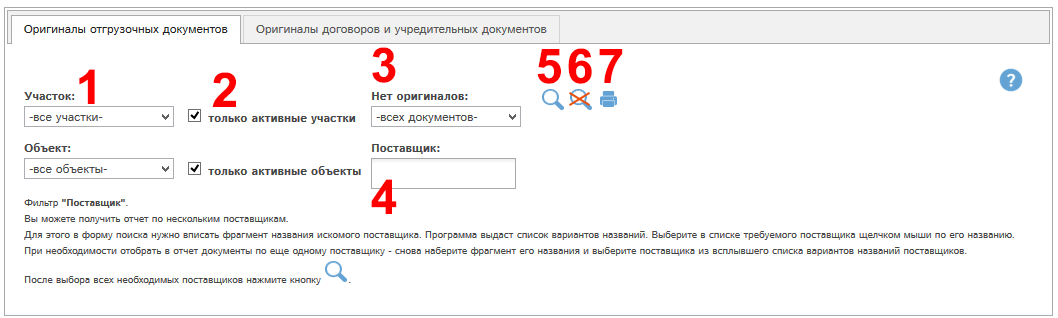 Оригиналы отгрузочных документов Оригиналы договоров и учредительных документов
1 2 3 5 6 7
Участок: Нет оригиналов: ?
-все участки- только активные участки -всех документов-
Объект: Поставщик:
-все объекты- только активные объекты
4
Фильтр "Поставщик".
Вы можете получить отчет по нескольким поставщикам.
Для этого в форму поиска нужно вписать фрагмент названия искомого поставщика. Программа выдаст список вариантов названий. Выберите в списке требуемого поставщика щелчком мыши по его названию.
При необходимости отобрать в отчет документы по еще одному поставщику - снова наберите фрагмент его названия и выберите поставщика из всплывшего списка вариантов названий поставщиков.
После выбора всех необходимых поставщиков нажмите кнопку .